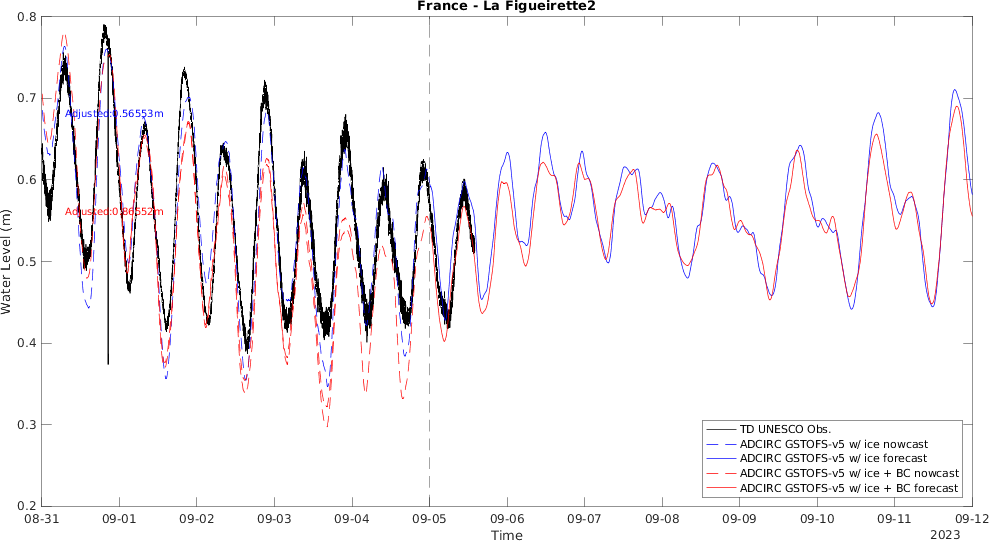 France - La Figueirette2
Water Level (m)
0.8
0.7
0.6
0.5
0.4
0.3
0.2
Adjusted:0.56553m
Adjusted:0.86552m
TD UNESCO Obs.
ADCIRC GSTOFS-v5 w/ ice nowcast
ADCIRC GSTOFS-v5 w/ ice forecast
ADCIRC GSTOFS-v5 w/ ice + BC nowcast
ADCIRC GSTOFS-v5 w/ ice + BC forecast
08-31 09-01 09-02 09-03 09-04 09-05 09-06 09-07 09-08 09-09 09-10 09-11 09-12
Time
2023